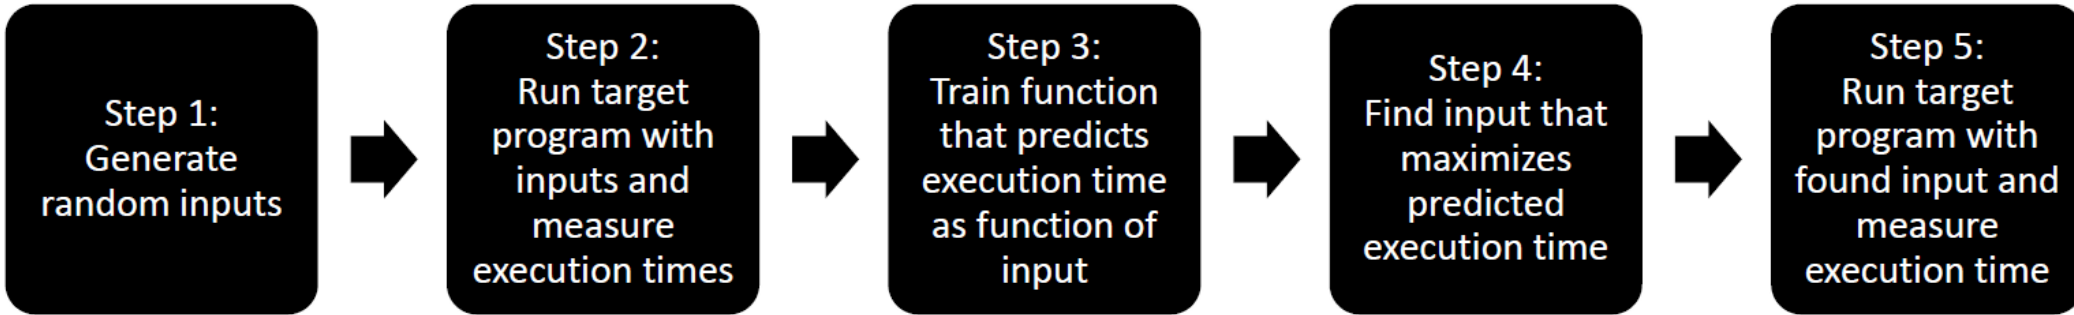 Step 1:
Generate
random inputs
Step 2:
Run target
program with
inputs and
measure
execution times
Step 3:
Train function
that predicts
execution time
as function of
input
Step 4:
Find input that
maximizes
predicted
execution time
Step 5:
Run target
program with
found input and
measure
execution time